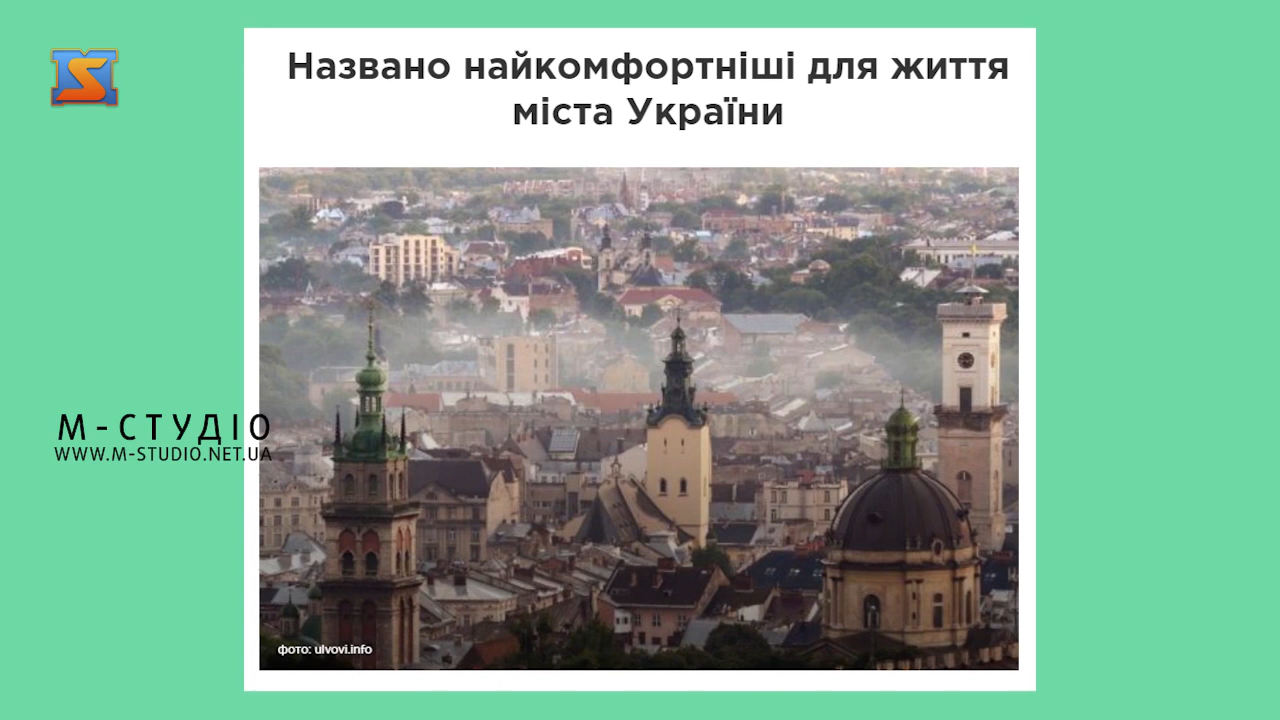 Названо найкомфортніші для життя
міста України
М-СТУДІО
WWW.M-STUDIO.NET.UA
фото: ulvovi.info